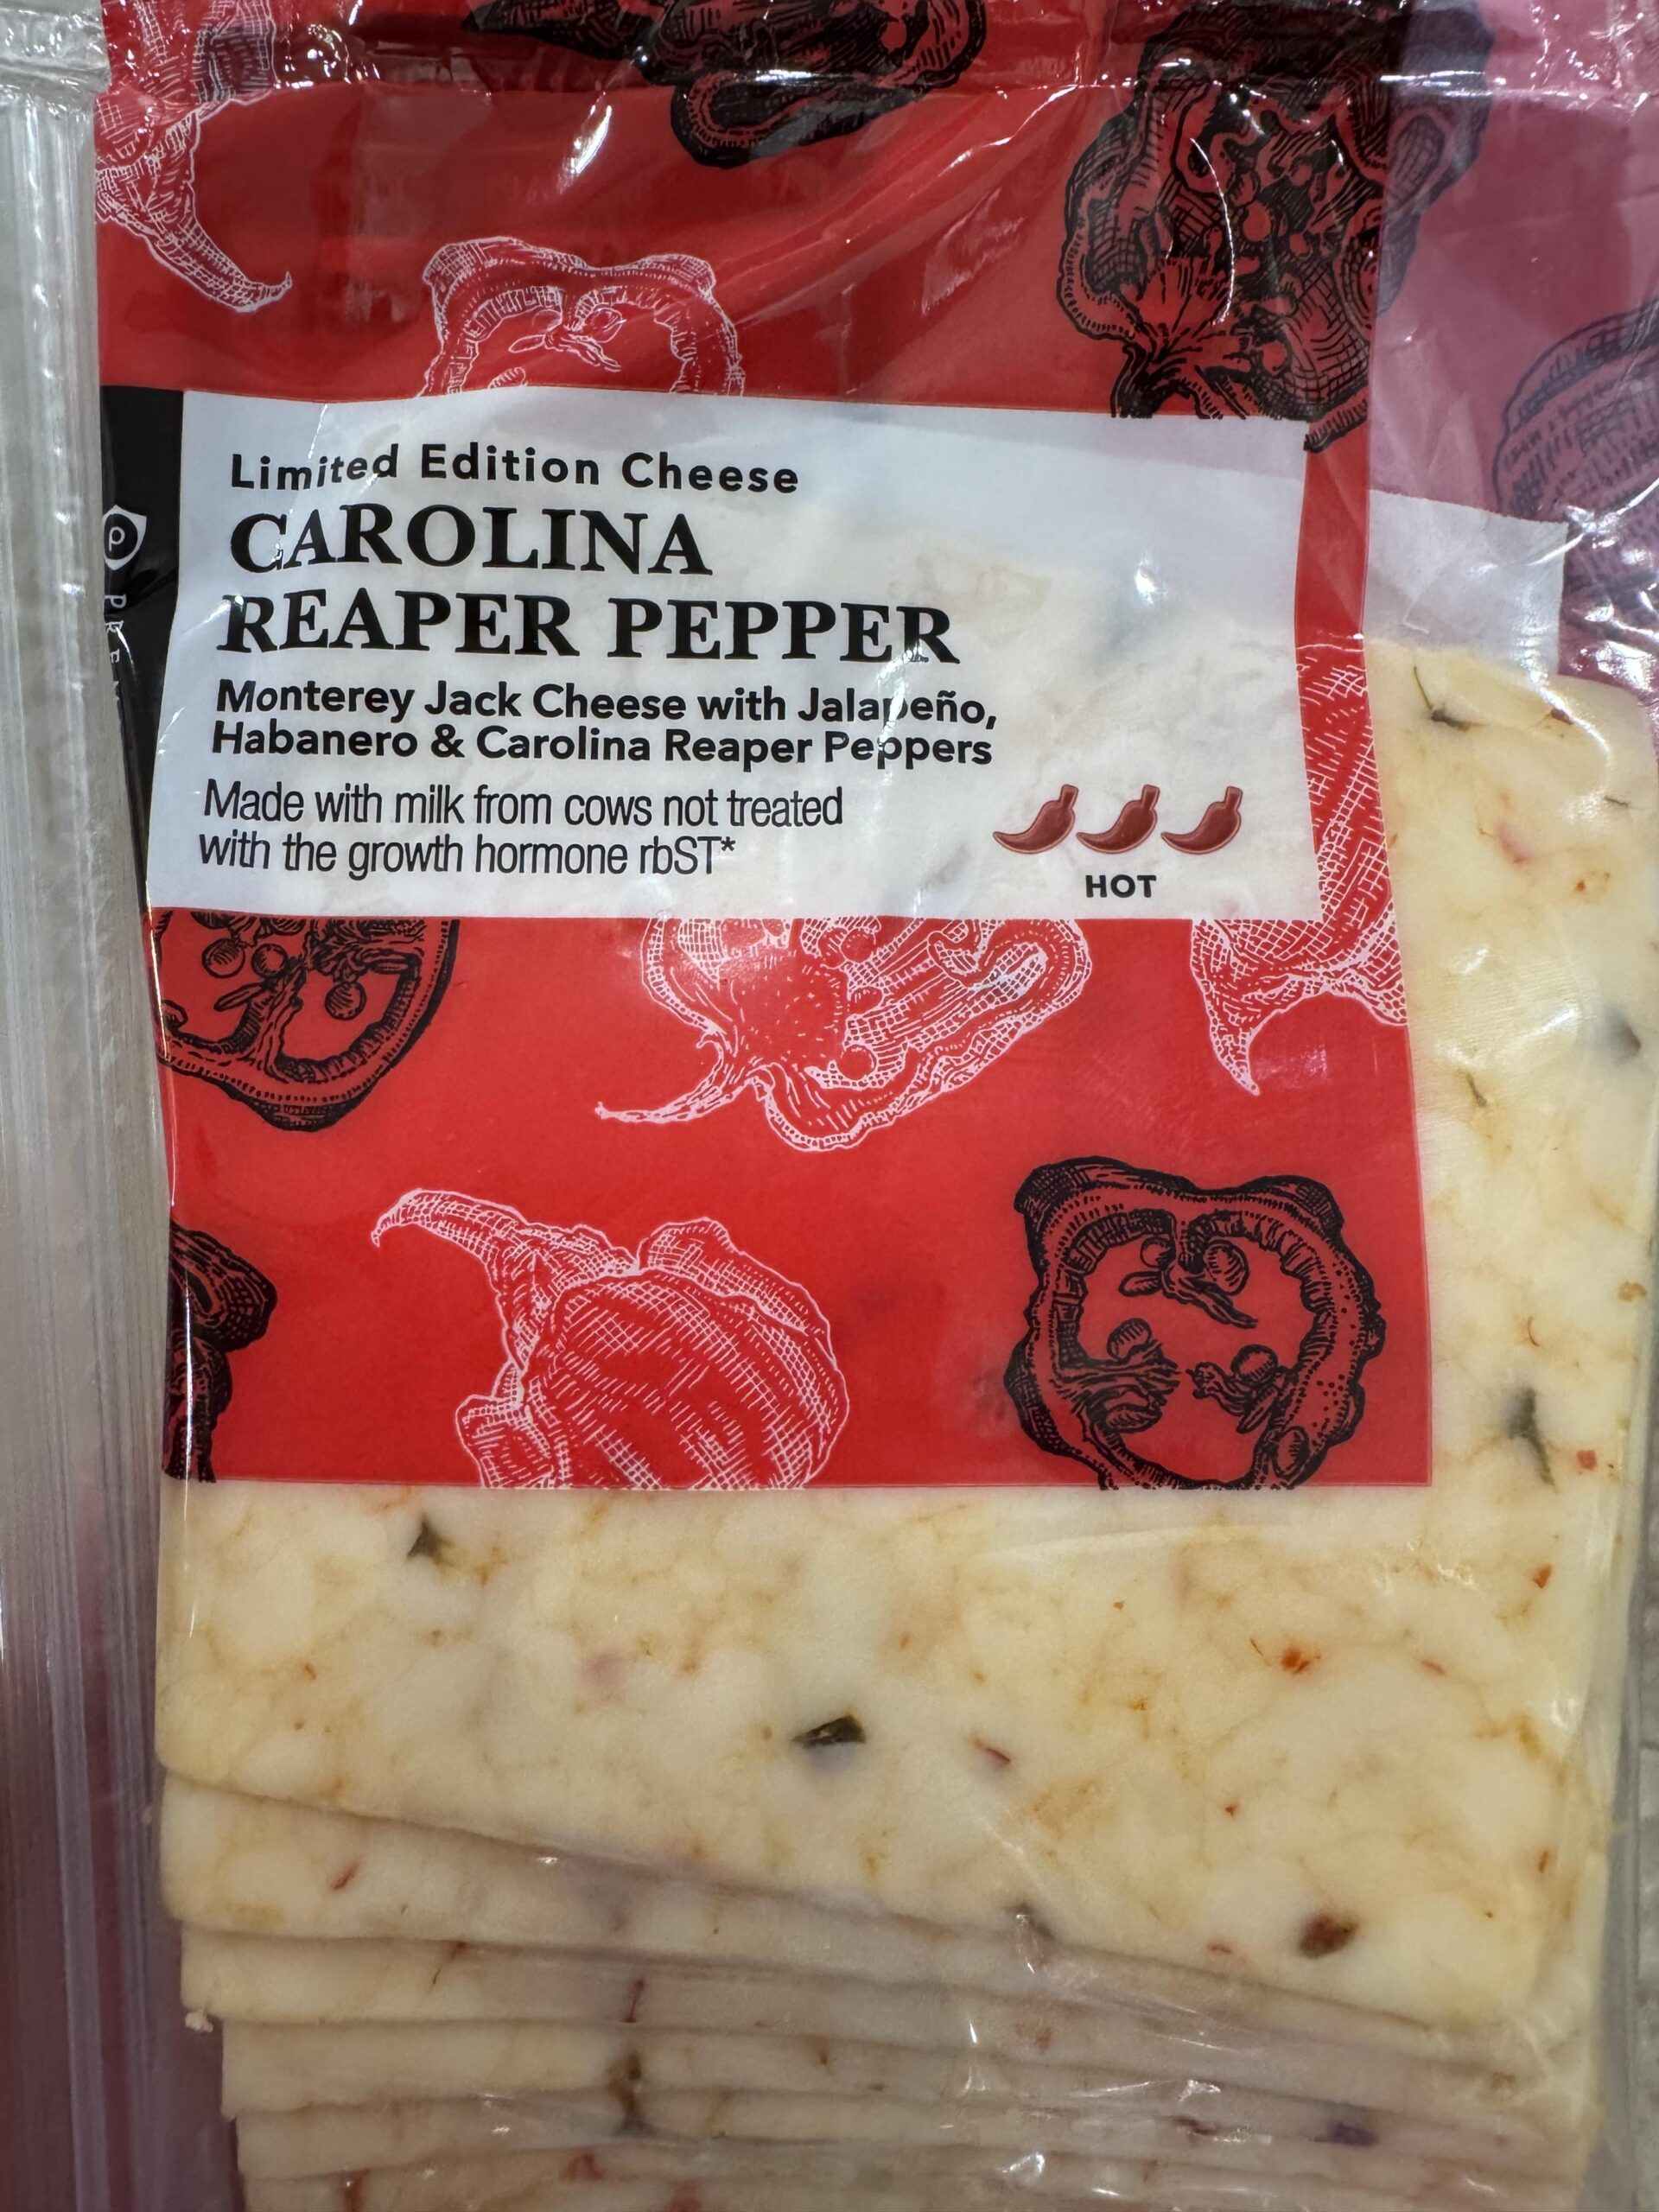 Limited Edition Cheese
CAROLINA
REAPER PEPPER
Monterey Jack Cheese with Jalapeño,
Habanero & Carolina Reaper Peppers
Made with milk from cows not treated
with the growth hormone rbST*
HOT
P